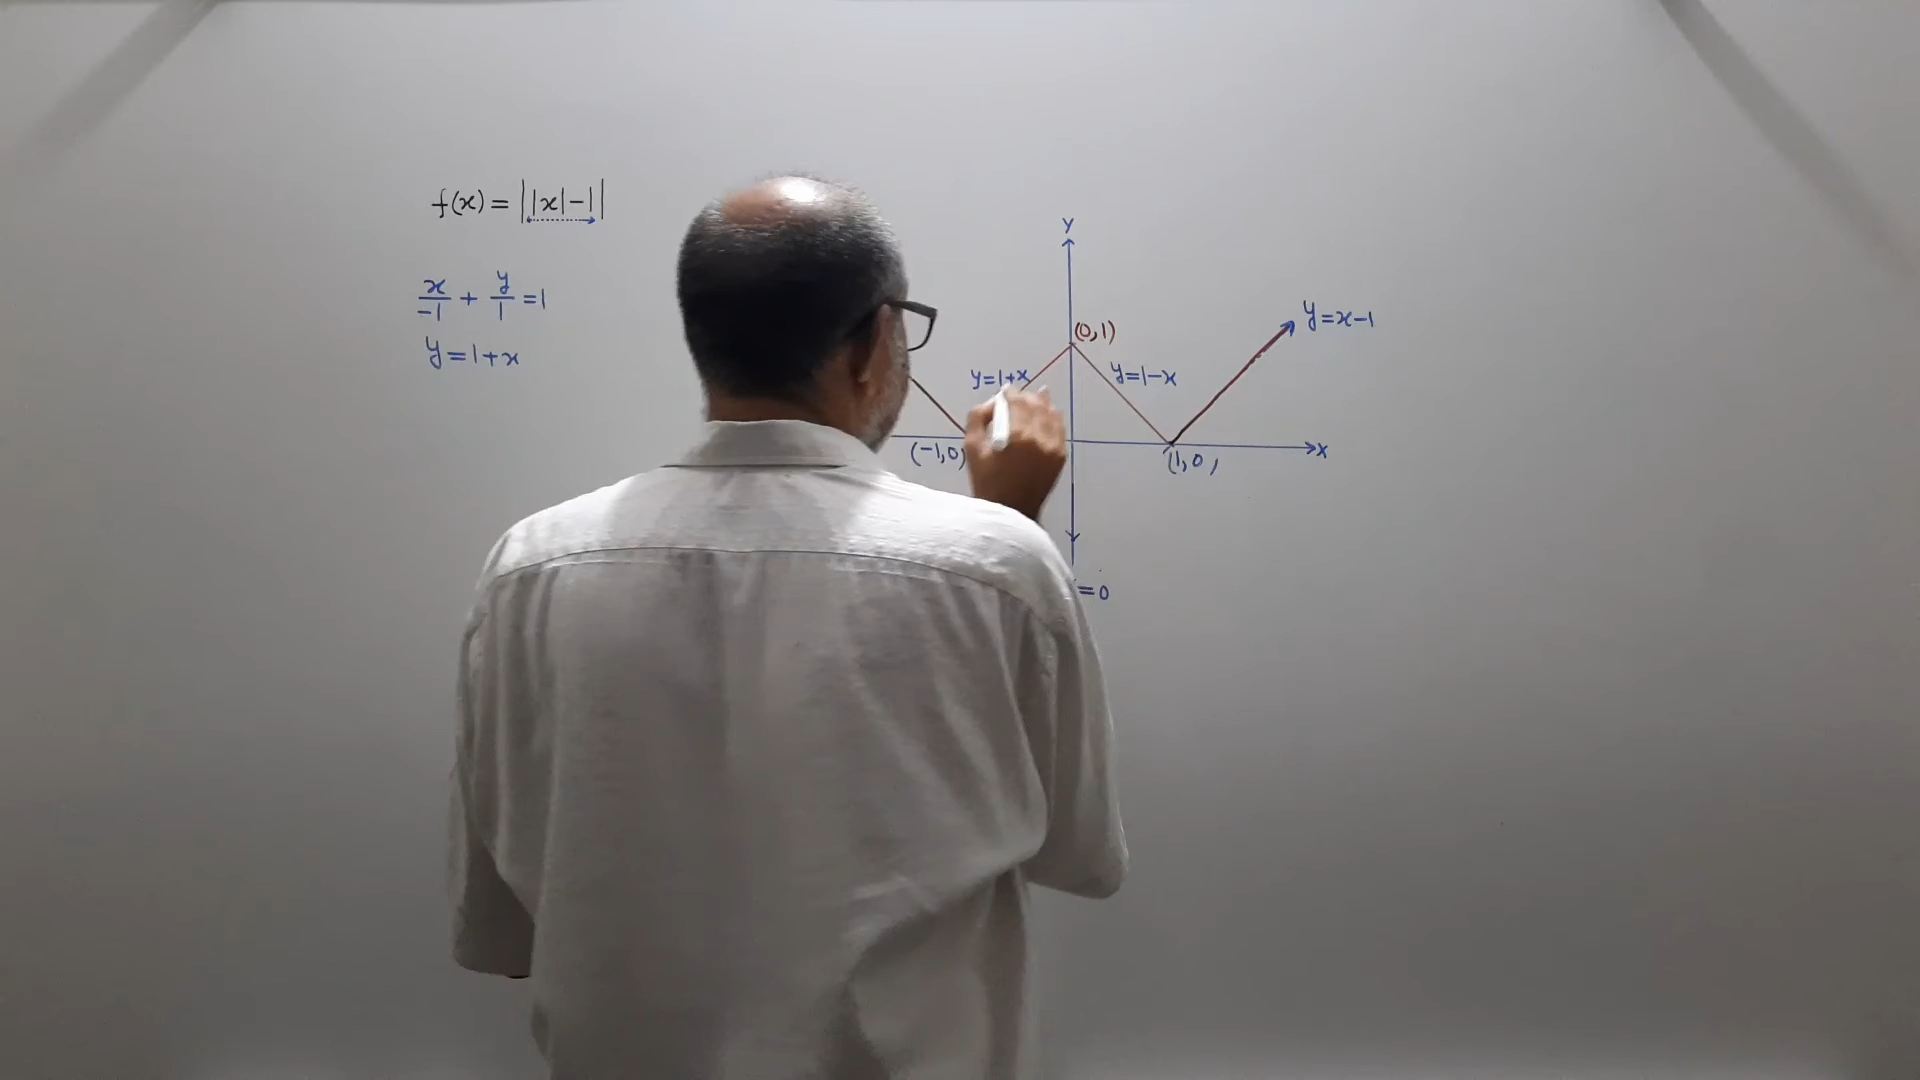 f(x) = ||x|-1|
x/-1 + y/1 = 1
y = 1+x
Y
(0,1)
y=x-1
y=1+x
y=1-x
X
(-1,0)
(1,0
=0